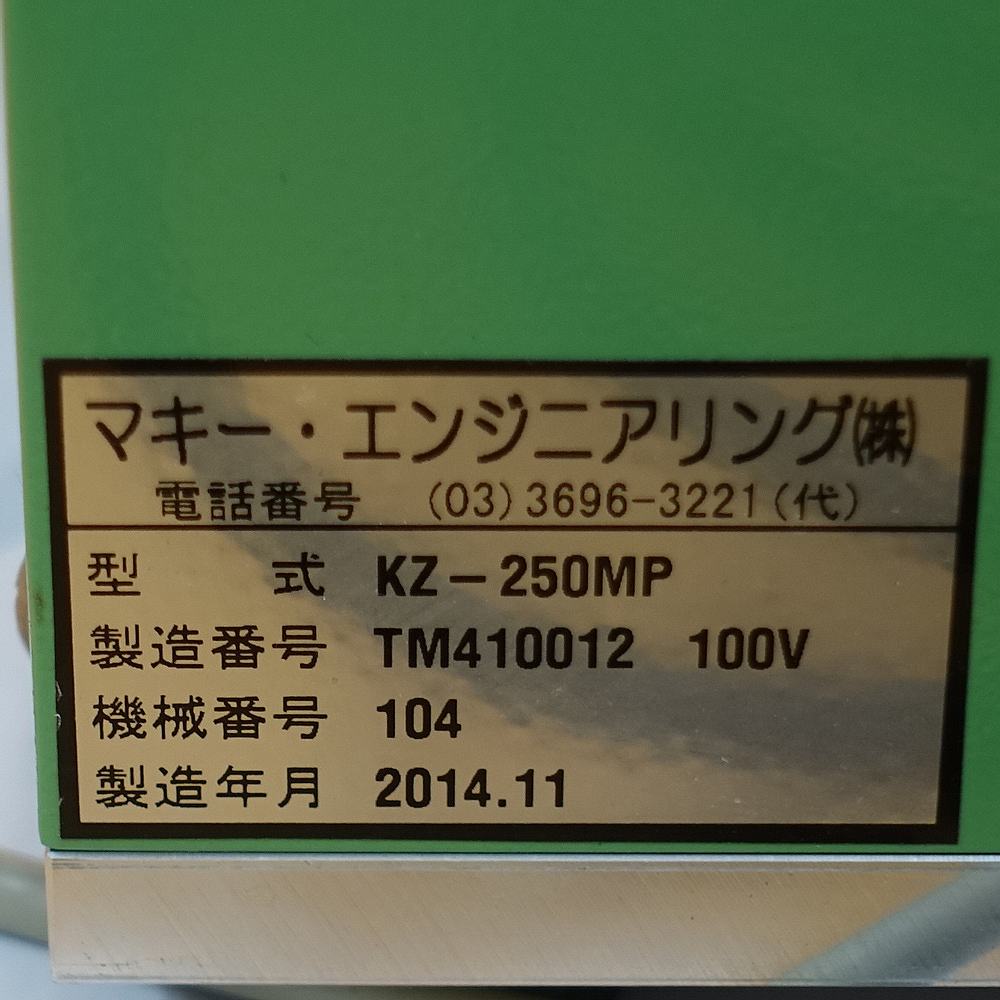 マキー・エンジニアリング㈱
電話番号 (03)3696-3221(代)
型 式 KZ-250MP
製造番号 TM410012 100V
機械番号 104
製造年月 2014.11